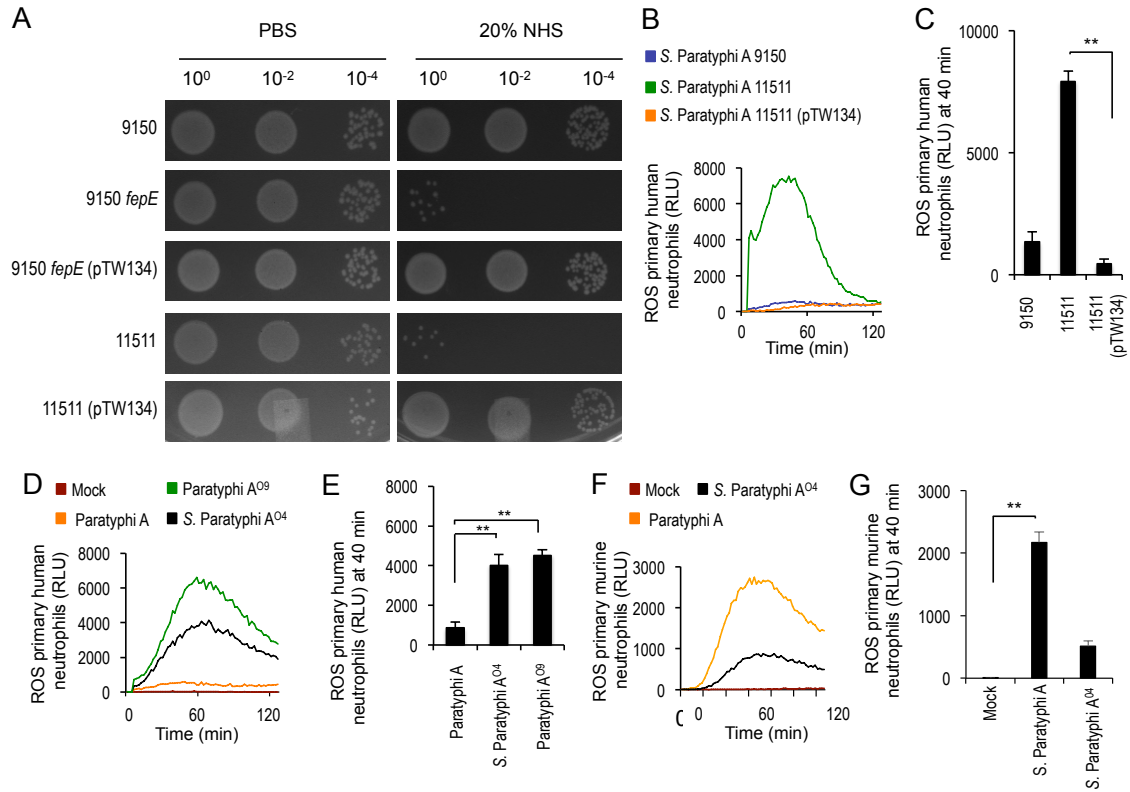 A
PBS
20% NHS
10⁰ 10⁻² 10⁻⁴ 10⁰ 10⁻² 10⁻⁴
9150
9150 fepE
9150 fepE (pTW134)
11511
11511 (pTW134)
B
S. Paratyphi A 9150
S. Paratyphi A 11511
S. Paratyphi A 11511 (pTW134)
ROS primary human
neutrophils (RLU)
8000
6000
4000
2000
0
0 60 120
Time (min)
C
ROS primary human
neutrophils (RLU) at 40 min
10000
5000
0
**
9150
11511
11511
(pTW134)
D
Mock
Paratyphi A⁰⁹
Paratyphi A
S. Paratyphi A⁰⁴
ROS primary human
neutrophils (RLU)
8000
6000
4000
2000
0
0 60 120
Time (min)
E
ROS primary human
neutrophils (RLU) at 40 min
8000
6000
4000
2000
0
**
**
Paratyphi A
S. Paratyphi A⁰⁴
Paratyphi A⁰⁹
F
Mock
S. Paratyphi A⁰⁴
Paratyphi A
ROS primary murine
neutrophils (RLU)
3000
2000
1000
0
0 60 120
Time (min)
G
ROS primary murine
neutrophils (RLU) at 40 min
3000
2000
1000
0
**
Mock
S. Paratyphi A
S. Paratyphi A⁰⁴